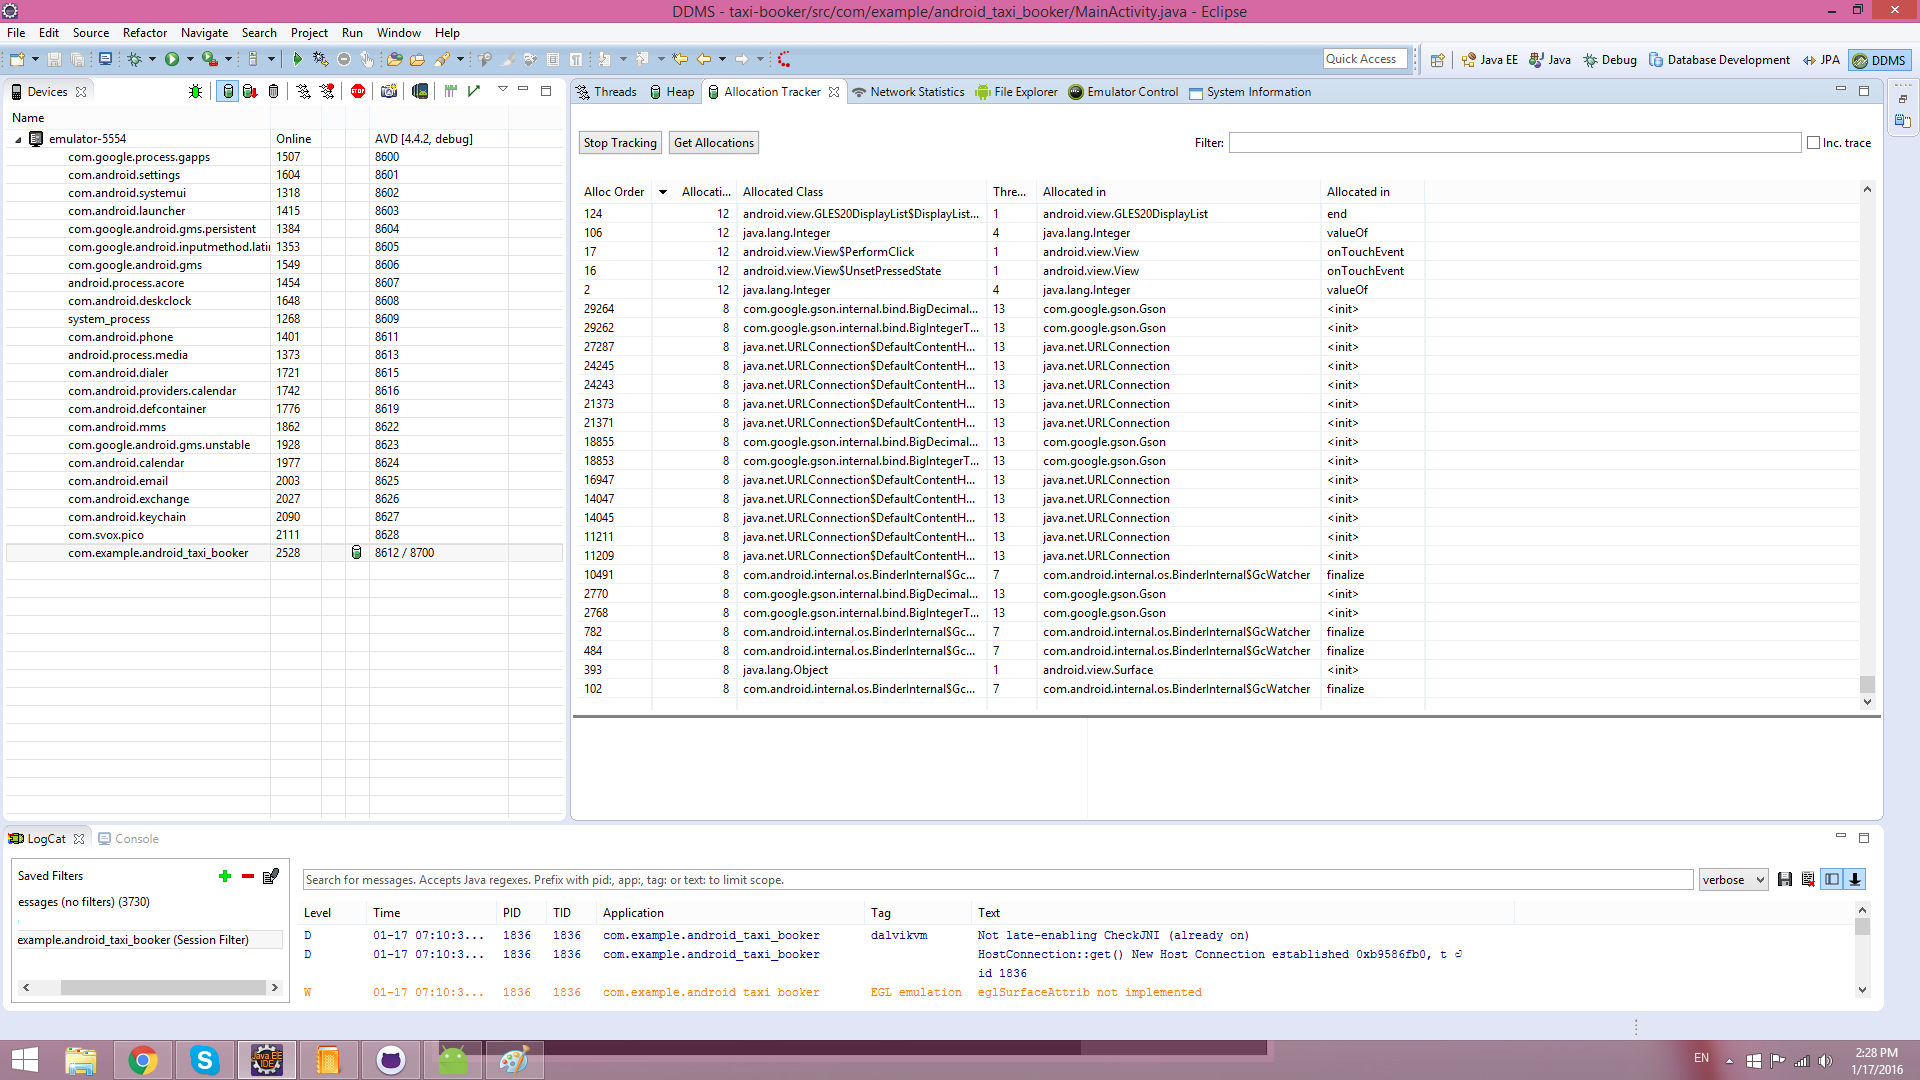 DDMS - taxi-booker/src/com/example/android_taxi_booker/MainActivity.java - Eclipse
File Edit Source Refactor Navigate Search Project Run Window Help
Quick Access
Java EE Java Debug Database Development JPA DDMS
Devices
Name
emulator-5554 Online AVD [4.4.2, debug]
com.google.process.gapps 1507 8600
com.android.settings 1604 8601
com.android.systemui 1318 8602
com.android.launcher 1415 8603
com.google.android.gms.persistent 1384 8604
com.google.android.inputmethod.lati 1353 8605
com.google.android.gms 1549 8606
android.process.acore 1454 8607
com.android.deskclock 1648 8608
system_process 1268 8609
com.android.phone 1401 8611
android.process.media 1373 8613
com.android.dialer 1721 8615
com.android.providers.calendar 1742 8616
com.android.defcontainer 1776 8619
com.android.mms 1862 8622
com.google.android.gms.unstable 1928 8623
com.android.calendar 1977 8624
com.android.email 2003 8625
com.android.exchange 2027 8626
com.android.keychain 2090 8627
com.svox.pico 2111 8628
com.example.android_taxi_booker 2528 8612 / 8700
Threads Heap Allocation Tracker Network Statistics File Explorer Emulator Control System Information
Stop Tracking Get Allocations Filter: Inc. trace
Alloc Order Allocati... Allocated Class Thre... Allocated in Allocated in
124 12 android.view.GLES20DisplayList$DisplayList... 1 android.view.GLES20DisplayList end
106 12 java.lang.Integer 4 java.lang.Integer valueOf
17 12 android.view.View$PerformClick 1 android.view.View onTouchEvent
16 12 android.view.View$UnsetPressedState 1 android.view.View onTouchEvent
2 12 java.lang.Integer 4 java.lang.Integer valueOf
29264 8 com.google.gson.internal.bind.BigDecimal... 13 com.google.gson.Gson <init>
29262 8 com.google.gson.internal.bind.BigIntegerT... 13 com.google.gson.Gson <init>
27287 8 java.net.URLConnection$DefaultContentH... 13 java.net.URLConnection <init>
24245 8 java.net.URLConnection$DefaultContentH... 13 java.net.URLConnection <init>
24243 8 java.net.URLConnection$DefaultContentH... 13 java.net.URLConnection <init>
21373 8 java.net.URLConnection$DefaultContentH... 13 java.net.URLConnection <init>
21371 8 java.net.URLConnection$DefaultContentH... 13 java.net.URLConnection <init>
18855 8 com.google.gson.internal.bind.BigDecimal... 13 com.google.gson.Gson <init>
18853 8 com.google.gson.internal.bind.BigIntegerT... 13 com.google.gson.Gson <init>
16947 8 java.net.URLConnection$DefaultContentH... 13 java.net.URLConnection <init>
14047 8 java.net.URLConnection$DefaultContentH... 13 java.net.URLConnection <init>
14045 8 java.net.URLConnection$DefaultContentH... 13 java.net.URLConnection <init>
11211 8 java.net.URLConnection$DefaultContentH... 13 java.net.URLConnection <init>
11209 8 java.net.URLConnection$DefaultContentH... 13 java.net.URLConnection <init>
10491 8 com.android.internal.os.BinderInternal$Gc... 7 com.android.internal.os.BinderInternal$GcWatcher finalize
2770 8 com.google.gson.internal.bind.BigDecimal... 13 com.google.gson.Gson <init>
2768 8 com.google.gson.internal.bind.BigIntegerT... 13 com.google.gson.Gson <init>
782 8 com.android.internal.os.BinderInternal$Gc... 7 com.android.internal.os.BinderInternal$GcWatcher finalize
484 8 com.android.internal.os.BinderInternal$Gc... 7 com.android.internal.os.BinderInternal$GcWatcher finalize
393 8 java.lang.Object 1 android.view.Surface <init>
102 8 com.android.internal.os.BinderInternal$Gc... 7 com.android.internal.os.BinderInternal$GcWatcher finalize
LogCat Console
Saved Filters
essages (no filters) (3730)
example.android_taxi_booker (Session Filter)
Search for messages. Accepts Java regexes. Prefix with pid:, app:, tag: or text: to limit scope. verbose
Level Time PID TID Application Tag Text
D 01-17 07:10:3... 1836 1836 com.example.android_taxi_booker dalvikvm Not late-enabling CheckJNI (already on)
D 01-17 07:10:3... 1836 1836 com.example.android_taxi_booker HostConnection::get() New Host Connection established 0xb9586fb0, t
id 1836
W 01-17 07:10:3... 1836 1836 com.example.android_taxi_booker EGL_emulation eglSurfaceAttrib not implemented
Java EE
IDE
EN
2:28 PM
1/17/2016